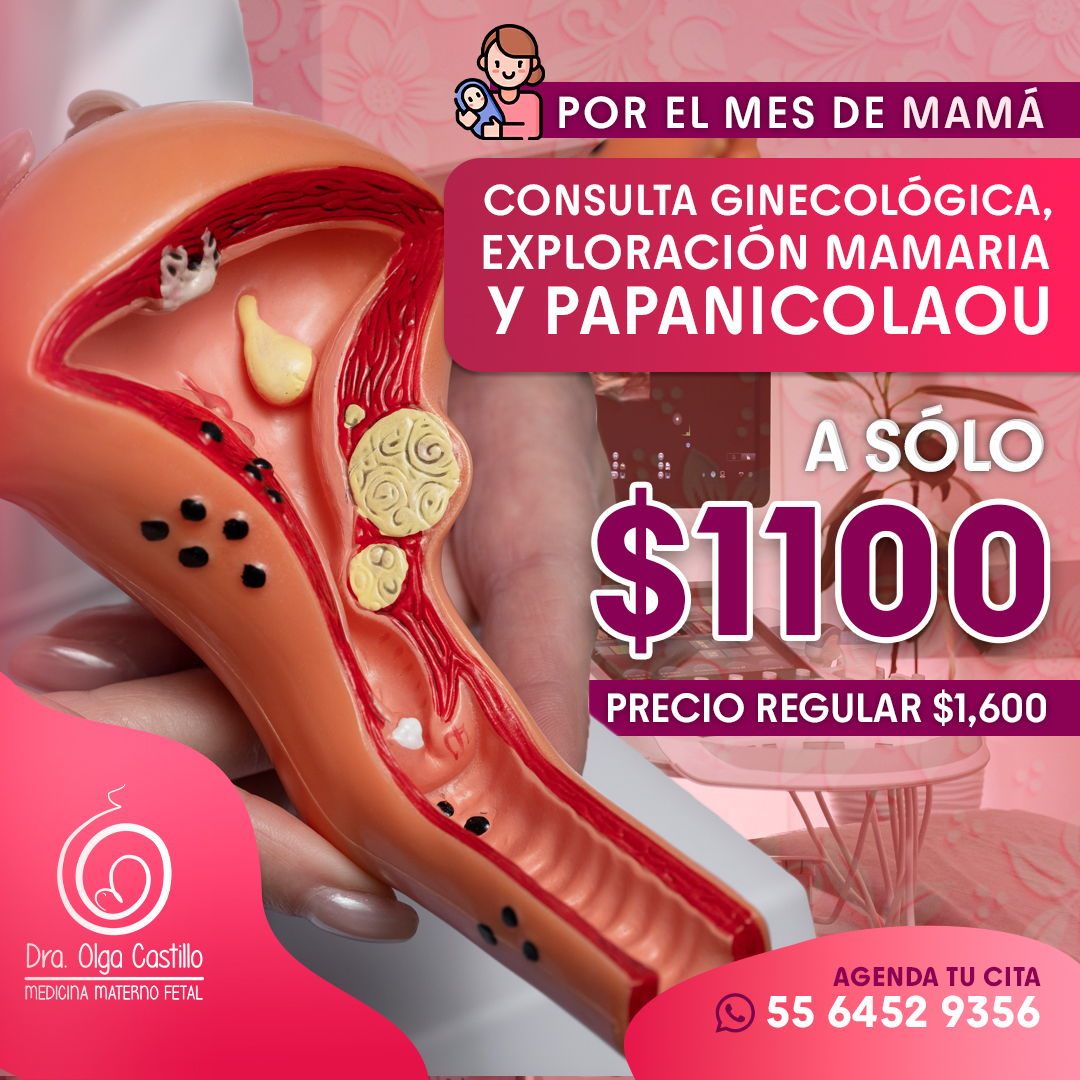 POR EL MES DE MAMÁ
CONSULTA GINECOLÓGICA,
EXPLORACIÓN MAMARIA
Y PAPANICOLAOU
A SÓLO
$1100
PRECIO REGULAR $1,600
Dra. Olga Castillo
MEDICINA MATERNO FETAL
AGENDA TU CITA
55 6452 9356